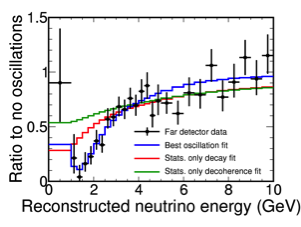 Ratio to no oscillations
1.5
1
0.5
0
Far detector data
Best oscillation fit
Stats. only decay fit
Stats. only decoherence fit
0 2 4 6 8 10
Reconstructed neutrino energy (GeV)